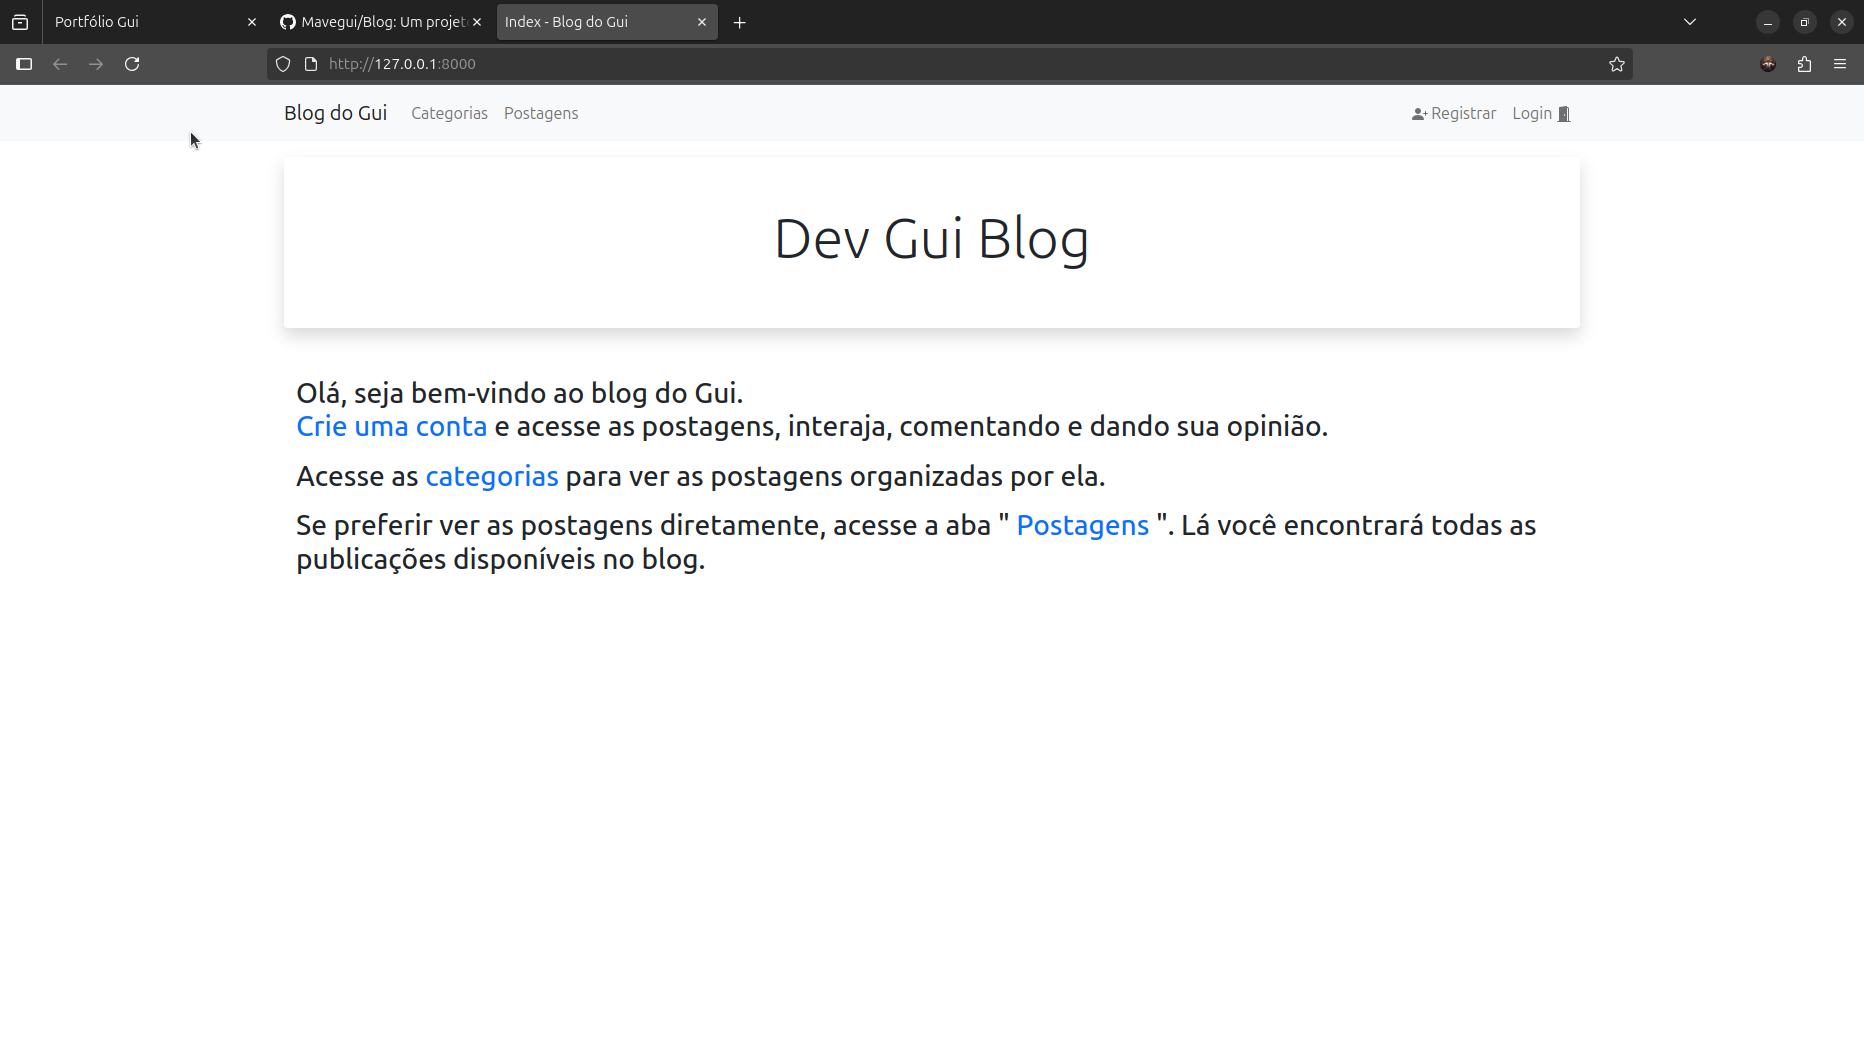 Portfólio Gui
Mavegui/Blog: Um projet
Index - Blog do Gui
http://127.0.0.1:8000
Blog do Gui Categorias Postagens Registrar Login
Dev Gui Blog
Olá, seja bem-vindo ao blog do Gui.
Crie uma conta e acesse as postagens, interaja, comentando e dando sua opinião.
Acesse as categorias para ver as postagens organizadas por ela.
Se preferir ver as postagens diretamente, acesse a aba " Postagens ". Lá você encontrará todas as
publicações disponíveis no blog.